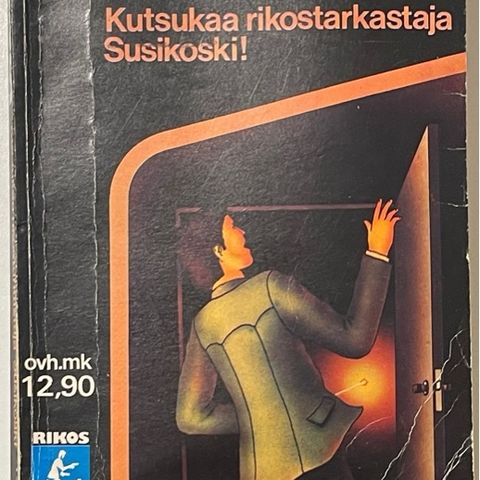 Kutsukaa rikostarkastaja
Susikoski!
ovh.mk
12,90
RIKOS